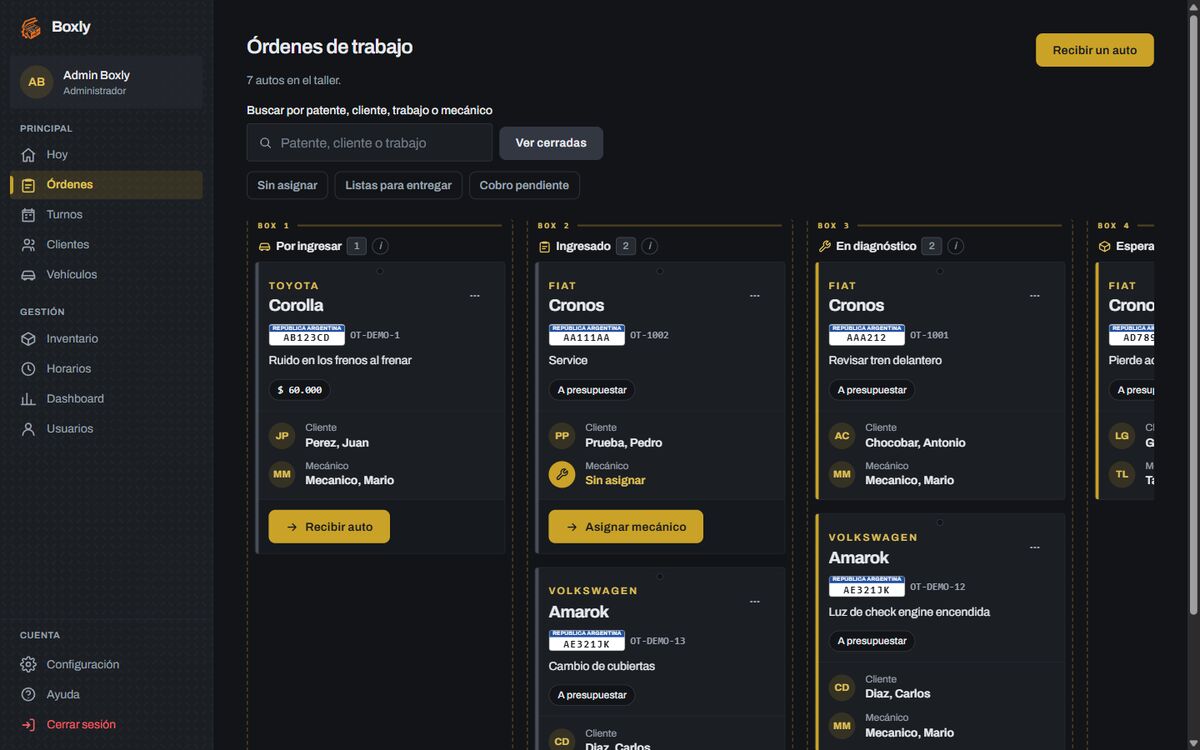 Boxly
AB
Admin Boxly
Administrador
PRINCIPAL
Hoy
Órdenes
Turnos
Clientes
Vehículos
GESTIÓN
Inventario
Horarios
Dashboard
Usuarios
CUENTA
Configuración
Ayuda
Cerrar sesión
Órdenes de trabajo
Recibir un auto
7 autos en el taller.
Buscar por patente, cliente, trabajo o mecánico
Patente, cliente o trabajo
Ver cerradas
Sin asignar
Listas para entregar
Cobro pendiente
BOX 1
Por ingresar 1 i
TOYOTA
Corolla
...
REPÚBLICA ARGENTINA
AB123CD OT-DEMO-1
Ruido en los frenos al frenar
$ 60.000
JP Cliente
Perez, Juan
MM Mecánico
Mecanico, Mario
→ Recibir auto
BOX 2
Ingresado 2 i
FIAT
Cronos
...
REPÚBLICA ARGENTINA
AA111AA OT-1002
Service
A presupuestar
PP Cliente
Prueba, Pedro
Mecánico
Sin asignar
→ Asignar mecánico
VOLKSWAGEN
Amarok
...
REPÚBLICA ARGENTINA
AE321JK OT-DEMO-13
Cambio de cubiertas
A presupuestar
CD Cliente
Diaz, Carlos
BOX 3
En diagnóstico 2 i
FIAT
Cronos
...
REPÚBLICA ARGENTINA
AAA212 OT-1001
Revisar tren delantero
A presupuestar
AC Cliente
Chocobar, Antonio
MM Mecánico
Mecanico, Mario
VOLKSWAGEN
Amarok
...
REPÚBLICA ARGENTINA
AE321JK OT-DEMO-12
Luz de check engine encendida
A presupuestar
CD Cliente
Diaz, Carlos
MM Mecánico
Mecanico, Mario
BOX 4
Espera
FIAT
Crono
AD789
Pierde
LG
TL